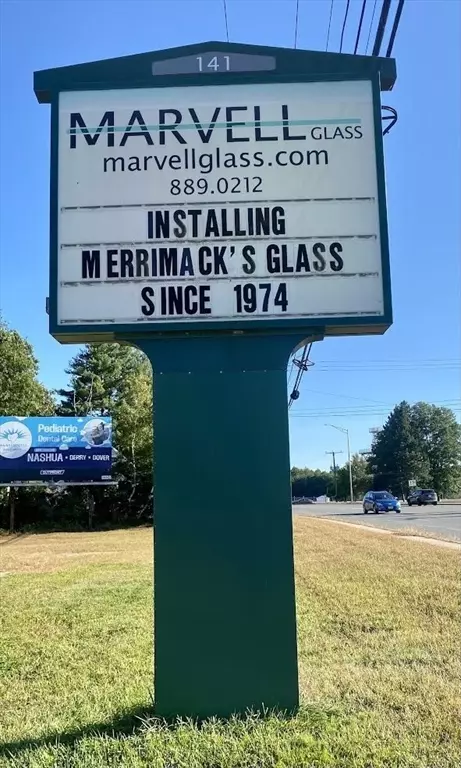 141
MARVELL GLASS
marvellglass.com
889.0212
INSTALLING
MERRIMACK'S GLASS
SINCE 1974
Pediatric
Dental Care
NASHUA • DERRY • DOVER